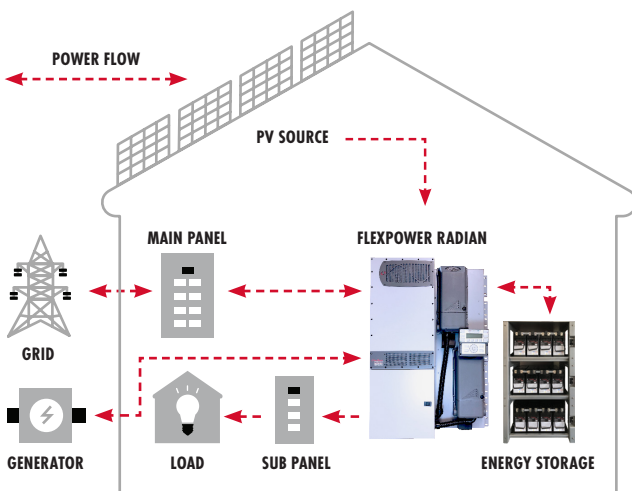 POWER FLOW
PV SOURCE
MAIN PANEL
FLEXPOWER RADIAN
GRID
GENERATOR
LOAD
SUB PANEL
ENERGY STORAGE